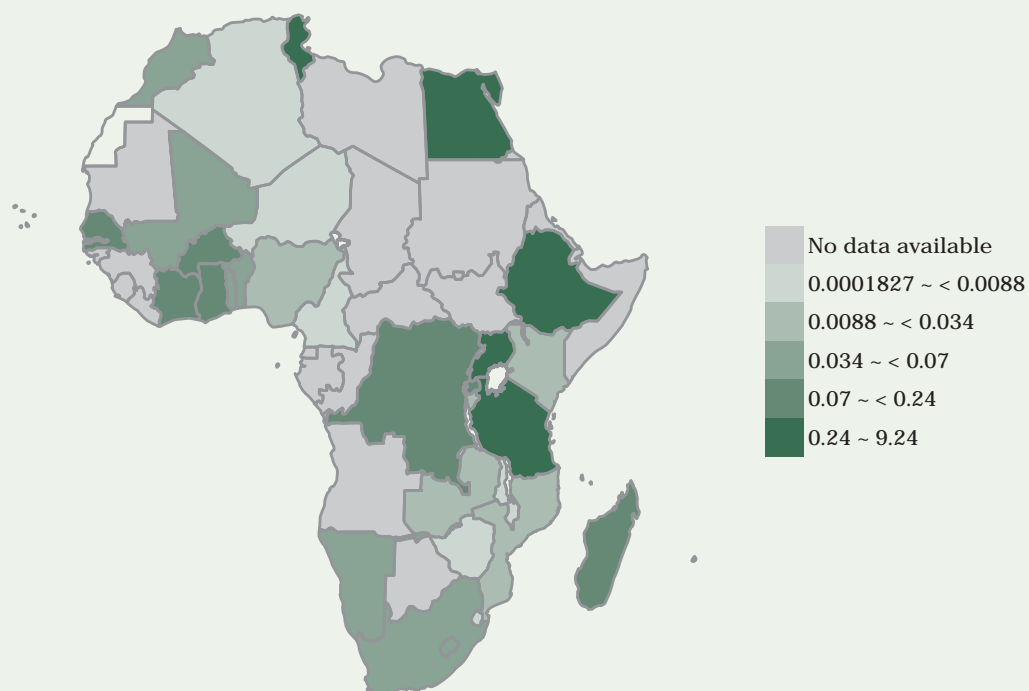 No data available
0.0001827 ~ < 0.0088
0.0088 ~ < 0.034
0.034 ~ < 0.07
0.07 ~ < 0.24
0.24 ~ 9.24